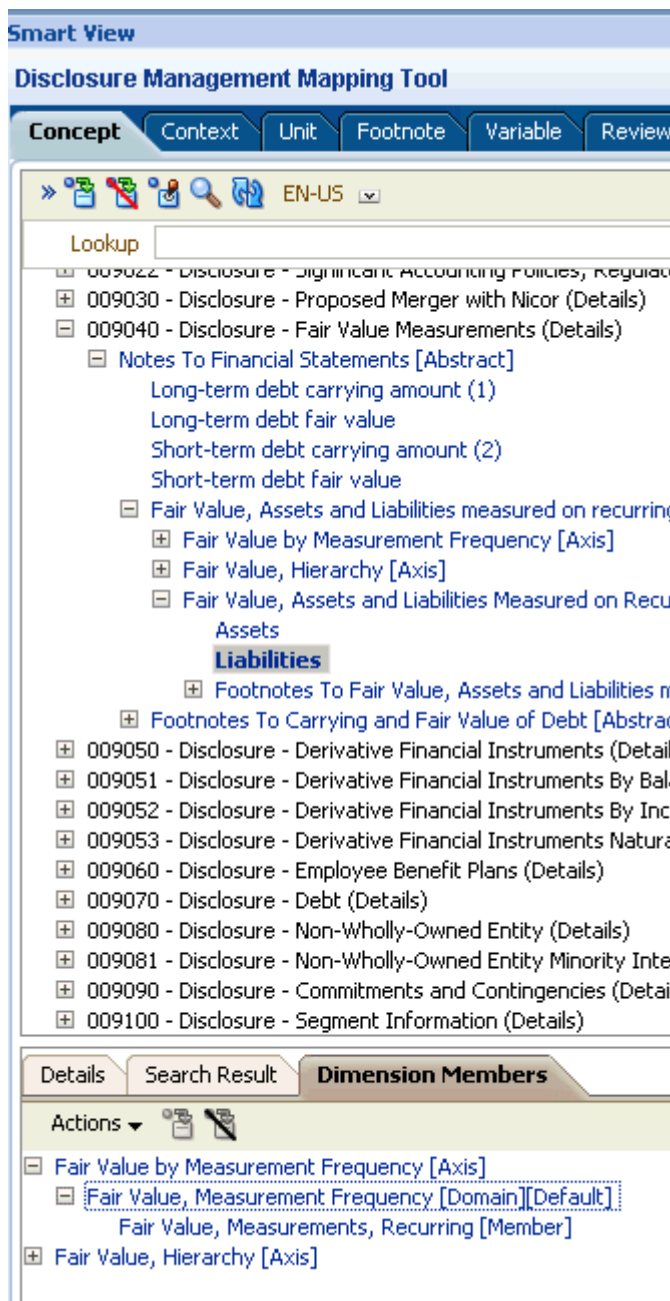 Smart View
Disclosure Management Mapping Tool
Concept Context Unit Footnote Variable Review
EN-US
Lookup
009022 - Disclosure - Significant Accounting Policies, Regulato
009030 - Disclosure - Proposed Merger with Nicor (Details)
009040 - Disclosure - Fair Value Measurements (Details)
Notes To Financial Statements [Abstract]
Long-term debt carrying amount (1)
Long-term debt fair value
Short-term debt carrying amount (2)
Short-term debt fair value
Fair Value, Assets and Liabilities measured on recurring
Fair Value by Measurement Frequency [Axis]
Fair Value, Hierarchy [Axis]
Fair Value, Assets and Liabilities Measured on Recu
Assets
Liabilities
Footnotes To Fair Value, Assets and Liabilities m
Footnotes To Carrying and Fair Value of Debt [Abstrac
009050 - Disclosure - Derivative Financial Instruments (Detail
009051 - Disclosure - Derivative Financial Instruments By Bala
009052 - Disclosure - Derivative Financial Instruments By Inc
009053 - Disclosure - Derivative Financial Instruments Natura
009060 - Disclosure - Employee Benefit Plans (Details)
009070 - Disclosure - Debt (Details)
009080 - Disclosure - Non-Wholly-Owned Entity (Details)
009081 - Disclosure - Non-Wholly-Owned Entity Minority Inte
009090 - Disclosure - Commitments and Contingencies (Detai
009100 - Disclosure - Segment Information (Details)
Details Search Result Dimension Members
Actions
Fair Value by Measurement Frequency [Axis]
Fair Value, Measurement Frequency [Domain][Default]
Fair Value, Measurements, Recurring [Member]
Fair Value, Hierarchy [Axis]